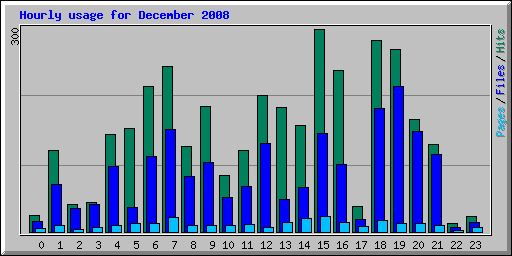 Hourly usage for December 2008
300
Pages/Files/Hits
0 1 2 3 4 5 6 7 8 9 10 11 12 13 14 15 16 17 18 19 20 21 22 23